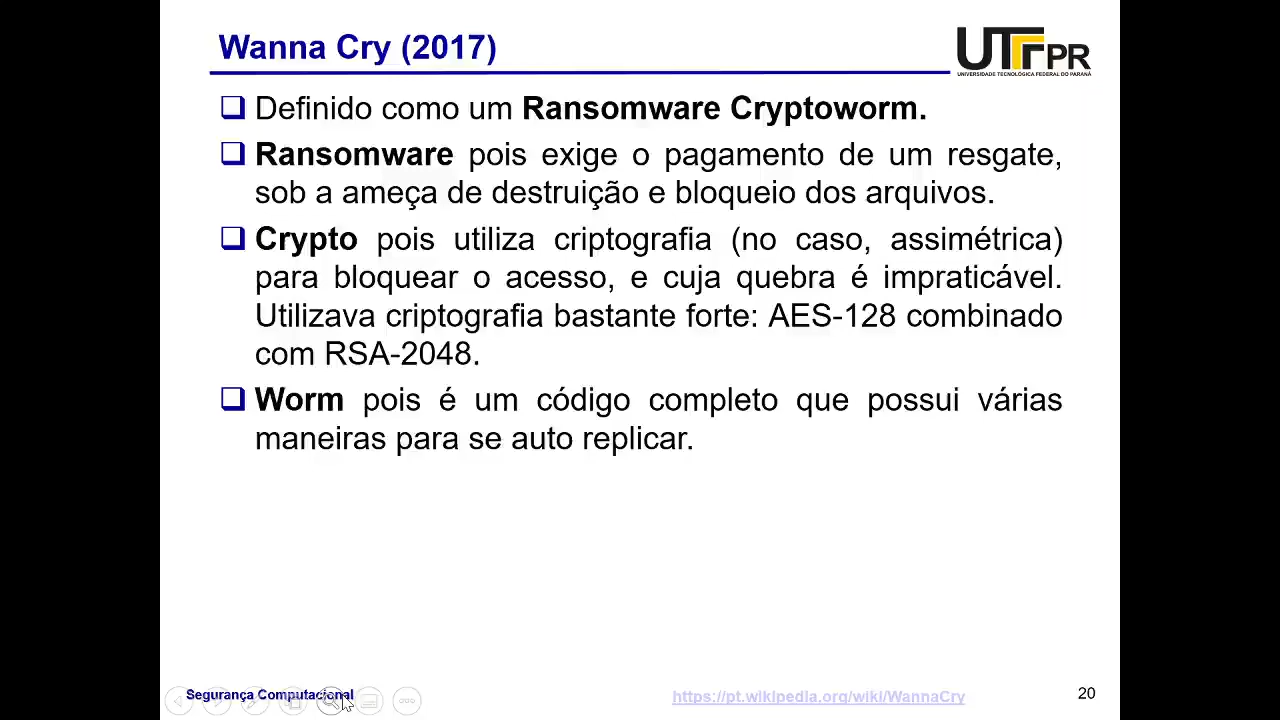 Wanna Cry (2017)
UTFPR
UNIVERSIDADE TECNOLÓGICA FEDERAL DO PARANÁ
Definido como um Ransomware Cryptoworm.
Ransomware pois exige o pagamento de um resgate,
sob a ameça de destruição e bloqueio dos arquivos.
Crypto pois utiliza criptografia (no caso, assimétrica)
para bloquear o acesso, e cuja quebra é impraticável.
Utilizava criptografia bastante forte: AES-128 combinado
com RSA-2048.
Worm pois é um código completo que possui várias
maneiras para se auto replicar.
Segurança Computacional
https://pt.wikipedia.org/wiki/WannaCry
20